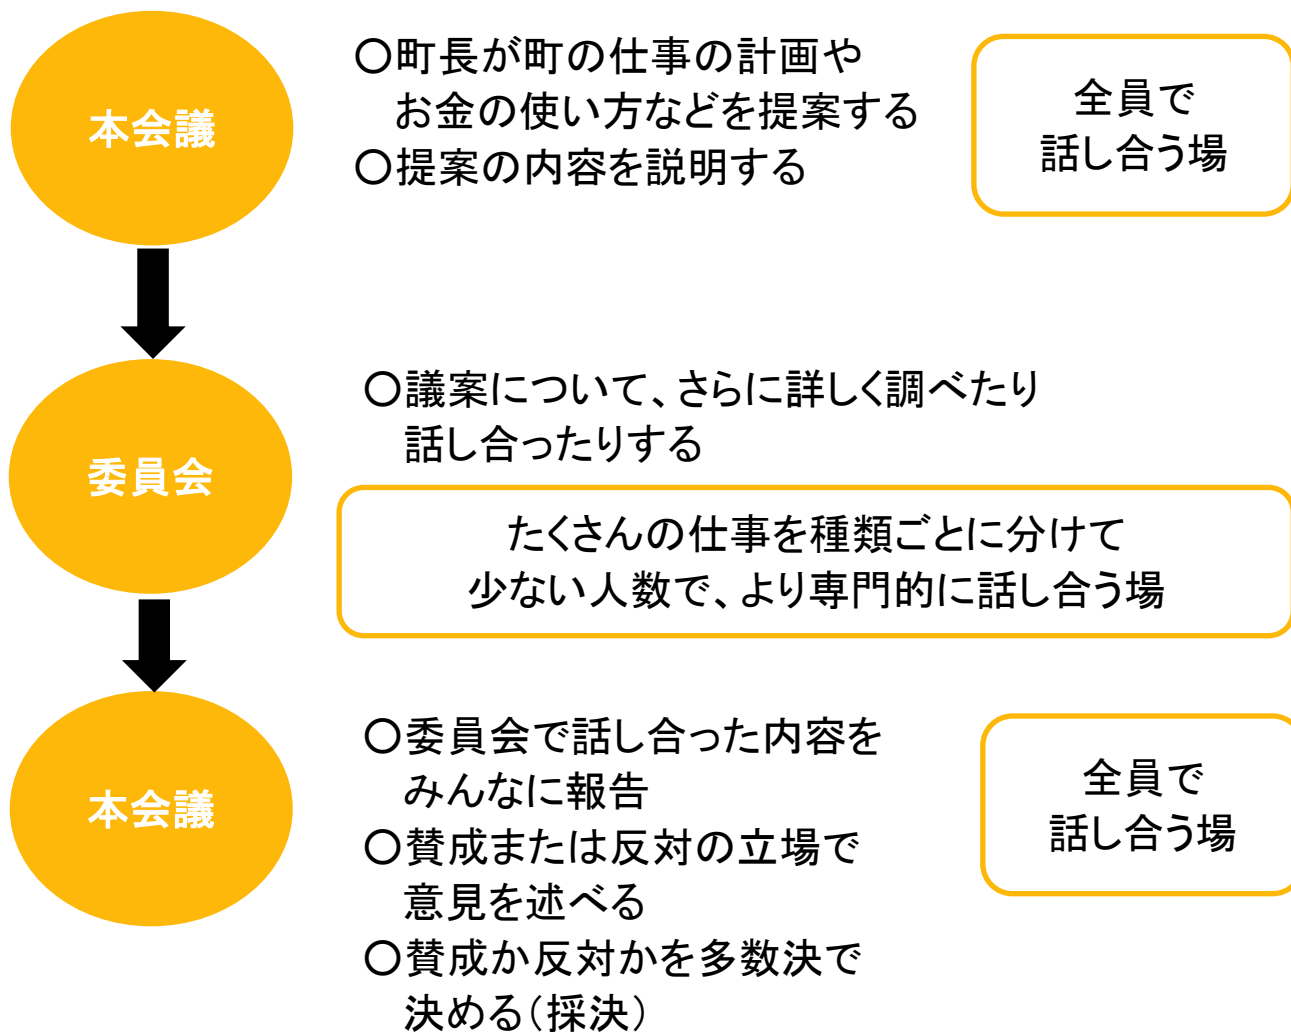 本会議
〇町長が町の仕事の計画や
お金の使い方などを提案する
〇提案の内容を説明する
全員で
話し合う場
委員会
〇議案について、さらに詳しく調べたり
話し合ったりする
たくさんの仕事を種類ごとに分けて
少ない人数で、より専門的に話し合う場
本会議
〇委員会で話し合った内容を
みんなに報告
〇賛成または反対の立場で
意見を述べる
〇賛成か反対かを多数決で
決める（採決）
全員で
話し合う場